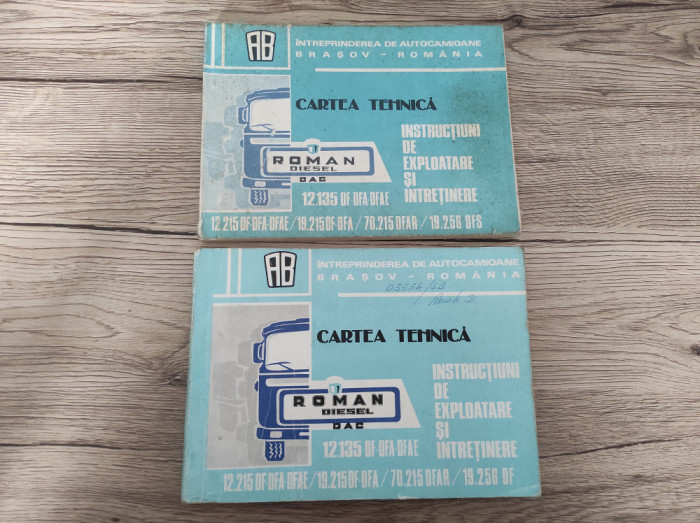 AB
ÎNTREPRINDEREA DE AUTOCAMIOANE
BRAŞOV - ROMÂNIA
CARTEA TEHNICĂ
INSTRUCŢIUNI
DE
EXPLOATARE
ŞI
ÎNTREŢINERE
ROMAN
DIESEL
DAC
12.135 DF-DFA-DFAE
12.215 DF-DFA-DFAE/19.215 DF-DFA/70.215 DFAR/19.256 DFS
AB
ÎNTREPRINDEREA DE AUTOCAMIOANE
BRAŞOV - ROMÂNIA
CARTEA TEHNICĂ
INSTRUCŢIUNI
DE
EXPLOATARE
ŞI
ÎNTREŢINERE
ROMAN
DIESEL
DAC
12.135 DF-DFA-DFAE
12.215 DF-DFA-DFAE/19.215 DF-DFA/70.215 DFAR/19.256 DF